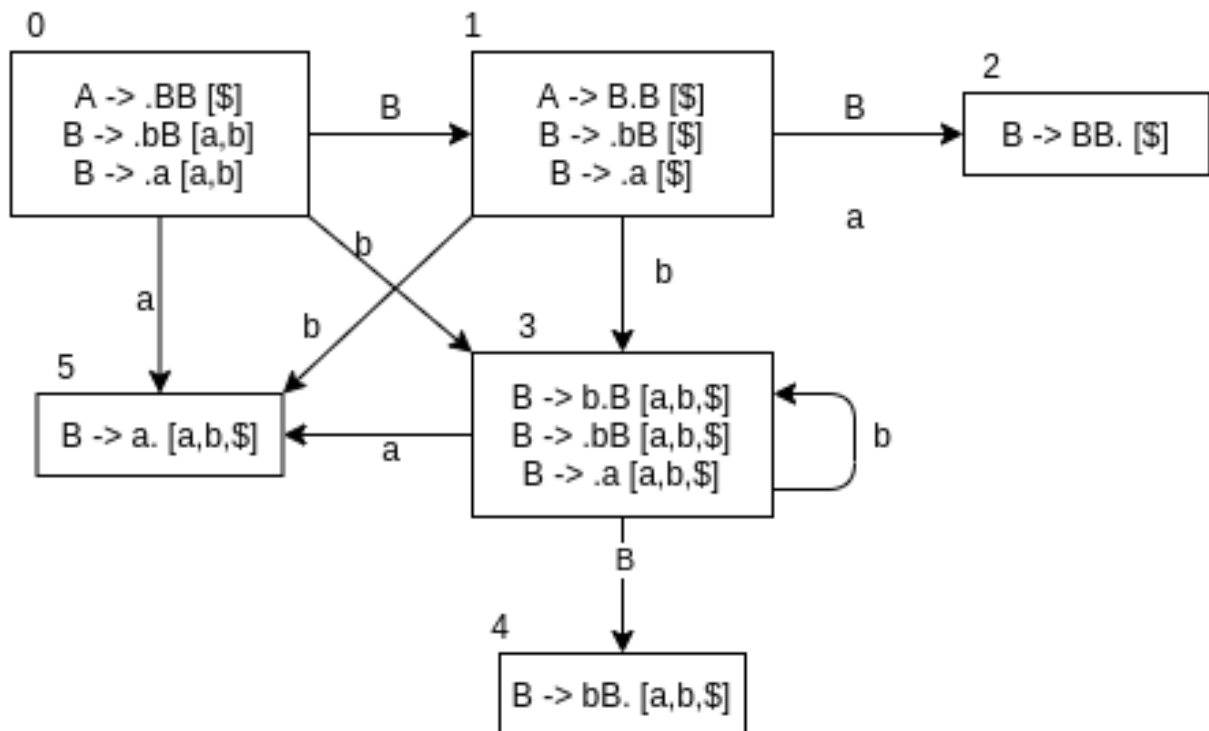 0
A -> .BB [$]
B -> .bB [a,b]
B -> .a [a,b]
B
1
A -> B.B [$]
B -> .bB [$]
B -> .a [$]
B
2
B -> BB. [$]
a
b
a
b
b
3
5
B -> a. [a,b,$]
a
B -> b.B [a,b,$]
B -> .bB [a,b,$]
B -> .a [a,b,$]
b
B
4
B -> bB. [a,b,$]